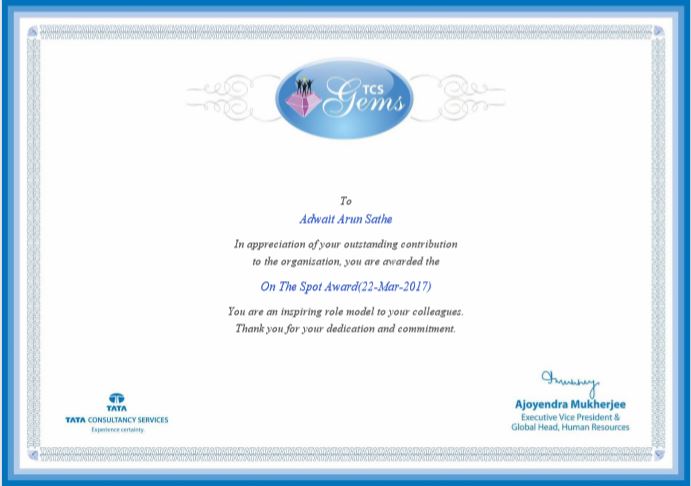 TCS
Gems
To
Adwait Arun Sathe
In appreciation of your outstanding contribution
to the organisation, you are awarded the
On The Spot Award(22-Mar-2017)
You are an inspiring role model to your colleagues.
Thank you for your dedication and commitment.
TATA
TATA CONSULTANCY SERVICES
Experience certainty.
Ajoyendra Mukherjee
Executive Vice President &
Global Head, Human Resources